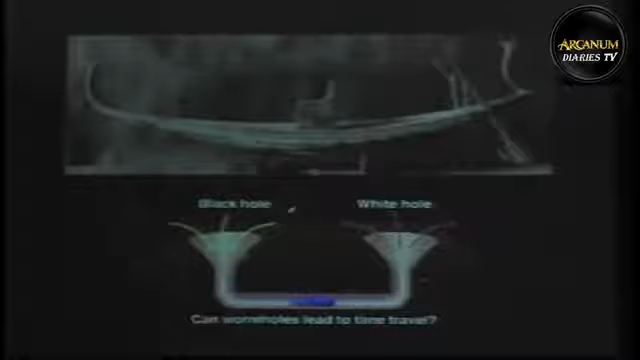 ARCANUM
DIARIES TV
Black hole
White hole
Can wormholes lead to time travel?